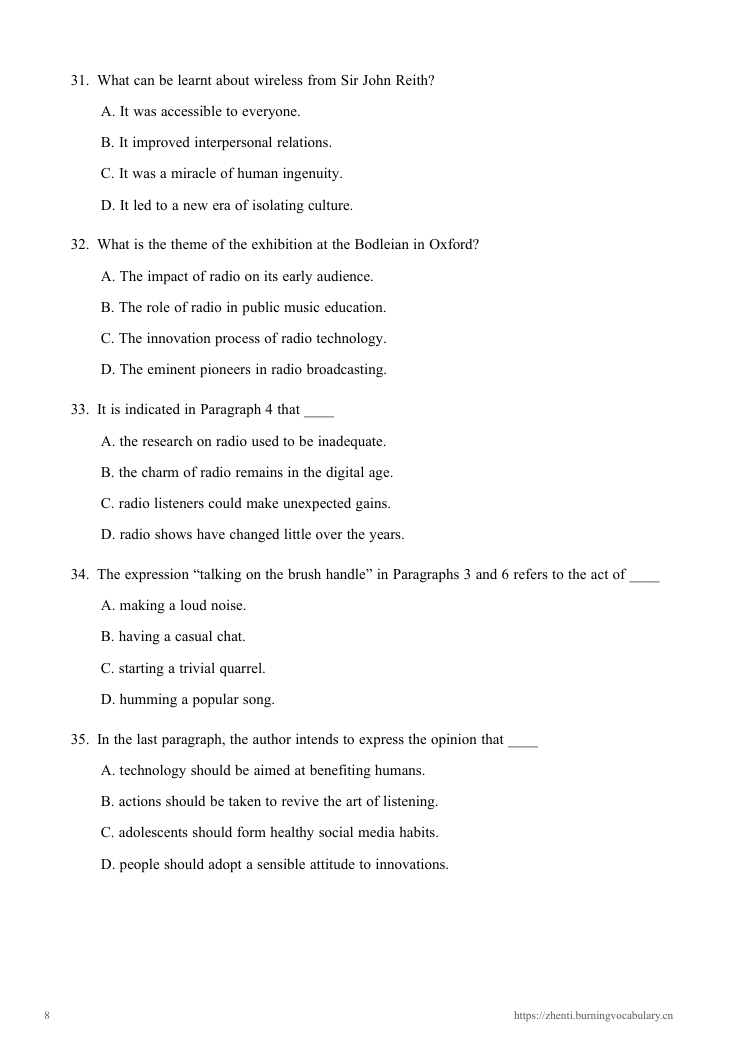 31. What can be learnt about wireless from Sir John Reith?
A. It was accessible to everyone.
B. It improved interpersonal relations.
C. It was a miracle of human ingenuity.
D. It led to a new era of isolating culture.
32. What is the theme of the exhibition at the Bodleian in Oxford?
A. The impact of radio on its early audience.
B. The role of radio in public music education.
C. The innovation process of radio technology.
D. The eminent pioneers in radio broadcasting.
33. It is indicated in Paragraph 4 that ____
A. the research on radio used to be inadequate.
B. the charm of radio remains in the digital age.
C. radio listeners could make unexpected gains.
D. radio shows have changed little over the years.
34. The expression “talking on the brush handle” in Paragraphs 3 and 6 refers to the act of ____
A. making a loud noise.
B. having a casual chat.
C. starting a trivial quarrel.
D. humming a popular song.
35. In the last paragraph, the author intends to express the opinion that ____
A. technology should be aimed at benefiting humans.
B. actions should be taken to revive the art of listening.
C. adolescents should form healthy social media habits.
D. people should adopt a sensible attitude to innovations.
8 https://zhenti.burningvocabulary.cn